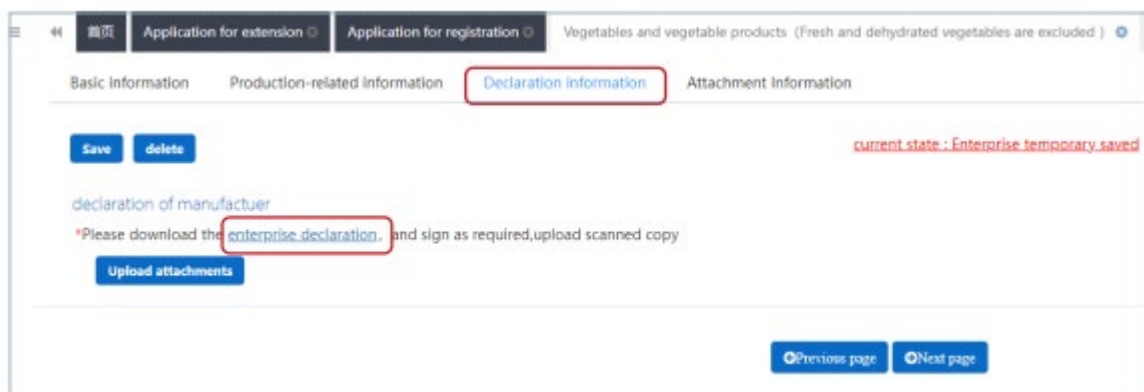 首页 Application for extension Application for registration Vegetables and vegetable products (Fresh and dehydrated vegetables are excluded )
Basic Information Production-related Information Declaration information Attachment Information
Save delete current state : Enterprise temporary saved
declaration of manufactuer
*Please download the enterprise declaration, and sign as required,upload scanned copy
Upload attachments
Previous page Next page